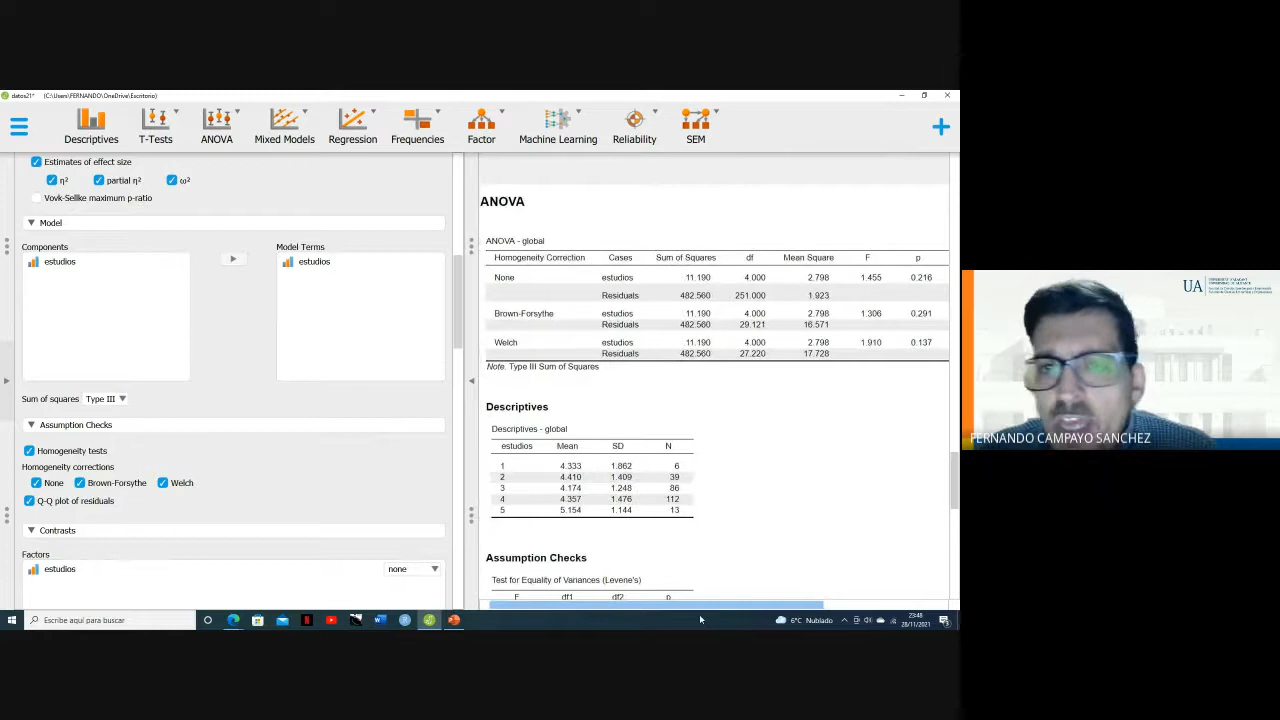 datos21* (C:\Users\FERNANDO\OneDrive\Escritorio)
Descriptives T-Tests ANOVA Mixed Models Regression Frequencies Factor Machine Learning Reliability SEM
Estimates of effect size
η² partial η² ω²
Vovk-Sellke maximum p-ratio
Model
Components Model Terms
estudios estudios
Sum of squares Type III
Assumption Checks
Homogeneity tests
Homogeneity corrections
None Brown-Forsythe Welch
Q-Q plot of residuals
Contrasts
Factors
estudios none
ANOVA
ANOVA - global
Homogeneity Correction Cases Sum of Squares df Mean Square F p
None estudios 11.190 4.000 2.798 1.455 0.216
Residuals 482.560 251.000 1.923
Brown-Forsythe estudios 11.190 4.000 2.798 1.306 0.291
Residuals 482.560 29.121 16.571
Welch estudios 11.190 4.000 2.798 1.910 0.137
Residuals 482.560 27.220 17.728
Note. Type III Sum of Squares
Descriptives
Descriptives - global
estudios Mean SD N
1 4.333 1.862 6
2 4.410 1.409 39
3 4.174 1.248 86
4 4.357 1.476 112
5 5.154 1.144 13
Assumption Checks
Test for Equality of Variances (Levene's)
F df1 df2 p
Escribe aquí para buscar
6°C Nublado
23:48
28/11/2021
UA
FERNANDO CAMPAYO SANCHEZ